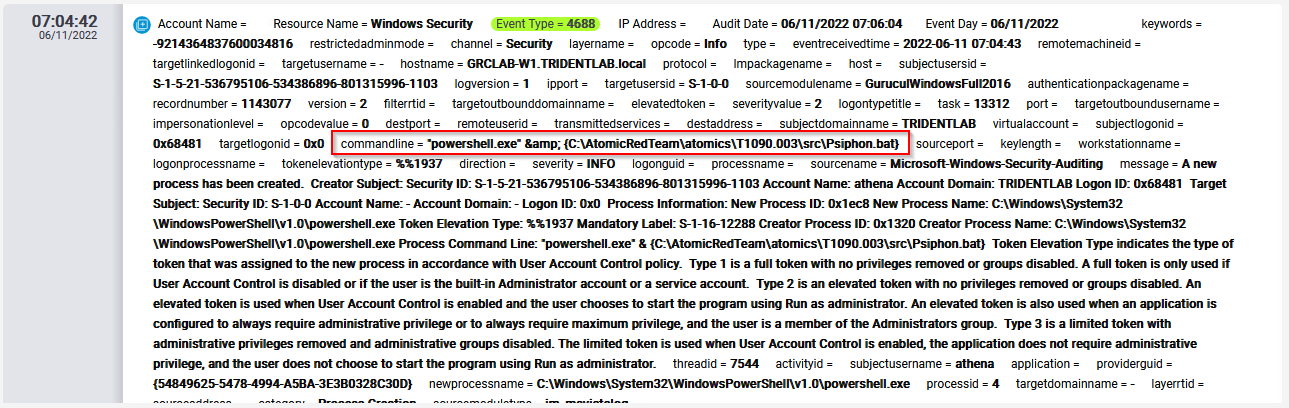 07:04:42
06/11/2022
Account Name = Resource Name = Windows Security Event Type = 4688 IP Address = Audit Date = 06/11/2022 07:06:04 Event Day = 06/11/2022 keywords =
-9214364837600034816 restrictedadminmode = channel = Security layername = opcode = Info type = eventreceivedtime = 2022-06-11 07:04:43 remotemachineid =
targetlinkedlogonid = targetusername = - hostname = GRCLAB-W1.TRIDENTLAB.local protocol = lmpackagename = host = subjectusersid =
S-1-5-21-536795106-534386896-801315996-1103 logversion = 1 ipport = targetusersid = S-1-0-0 sourcemodulename = GuruculWindowsFull2016 authenticationpackagename =
recordnumber = 1143077 version = 2 filterrtid = targetoutbounddomainname = elevatedtoken = severityvalue = 2 logontypetitle = task = 13312 port = targetoutboundusername =
impersonationlevel = opcodevalue = 0 destport = remoteuserid = transmittedservices = destaddress = subjectdomainname = TRIDENTLAB virtualaccount = subjectlogonid =
0x68481 targetlogonid = 0x0 commandline = "powershell.exe" &amp; {C:\AtomicRedTeam\atomics\T1090.003\src\Psiphon.bat} sourceport = keylength = workstationname =
logonprocessname = tokenelevationtype = %%1937 direction = severity = INFO logonguid = processname = sourcename = Microsoft-Windows-Security-Auditing message = A new
process has been created. Creator Subject: Security ID: S-1-5-21-536795106-534386896-801315996-1103 Account Name: athena Account Domain: TRIDENTLAB Logon ID: 0x68481 Target
Subject: Security ID: S-1-0-0 Account Name: - Account Domain: - Logon ID: 0x0 Process Information: New Process ID: 0x1ec8 New Process Name: C:\Windows\System32
\WindowsPowerShell\v1.0\powershell.exe Token Elevation Type: %%1937 Mandatory Label: S-1-16-12288 Creator Process ID: 0x1320 Creator Process Name: C:\Windows\System32
\WindowsPowerShell\v1.0\powershell.exe Process Command Line: "powershell.exe" & {C:\AtomicRedTeam\atomics\T1090.003\src\Psiphon.bat} Token Elevation Type indicates the type of
token that was assigned to the new process in accordance with User Account Control policy. Type 1 is a full token with no privileges removed or groups disabled. A full token is only used if
User Account Control is disabled or if the user is the built-in Administrator account or a service account. Type 2 is an elevated token with no privileges removed or groups disabled. An
elevated token is used when User Account Control is enabled and the user chooses to start the program using Run as administrator. An elevated token is also used when an application is
configured to always require administrative privilege or to always require maximum privilege, and the user is a member of the Administrators group. Type 3 is a limited token with
administrative privileges removed and administrative groups disabled. The limited token is used when User Account Control is enabled, the application does not require administrative
privilege, and the user does not choose to start the program using Run as administrator. threadid = 7544 activityid = subjectusername = athena application = providerguid =
{54849625-5478-4994-A5BA-3E3B0328C30D} newprocessname = C:\Windows\System32\WindowsPowerShell\v1.0\powershell.exe processid = 4 targetdomainname = - layerrtid =